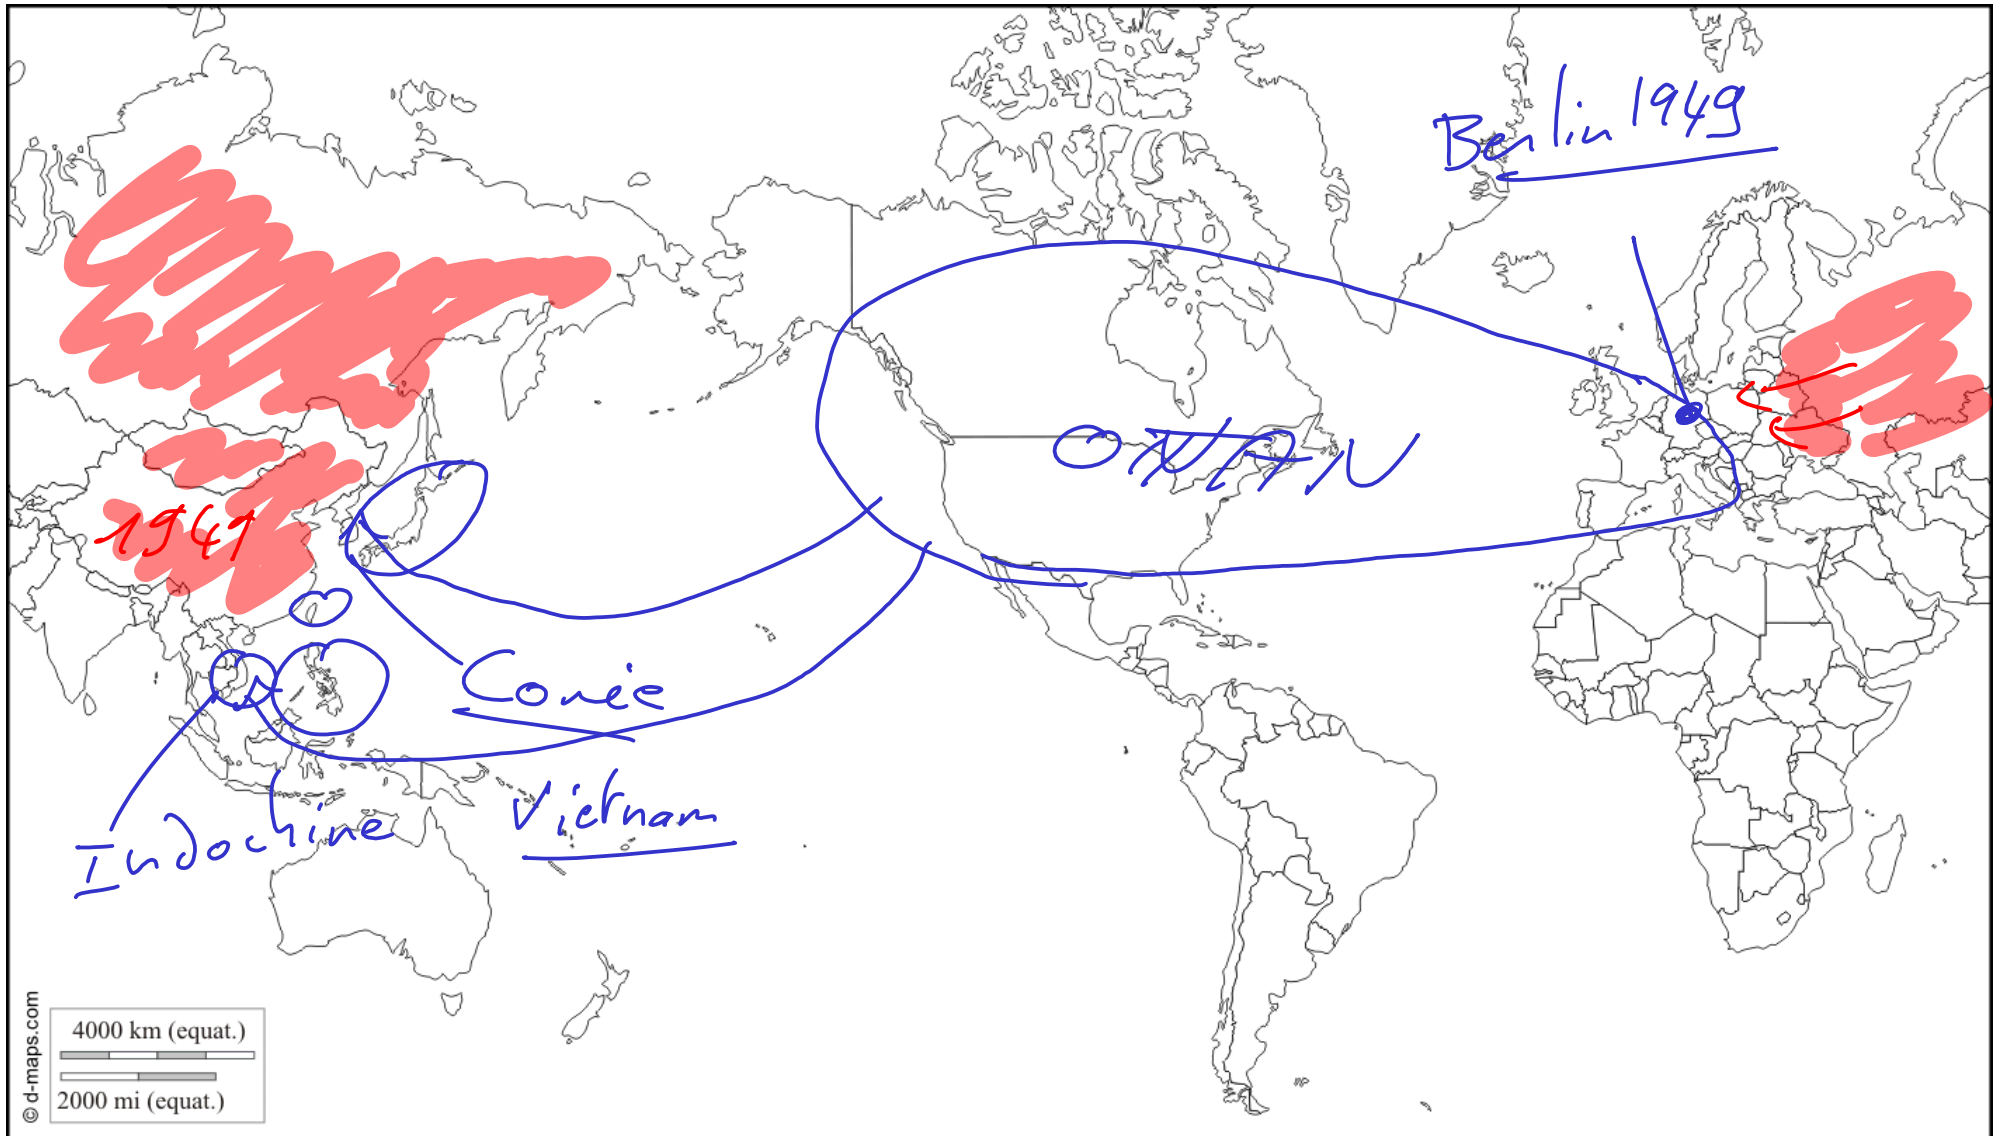 Berlin 1949
OTAN
1949
Corée
Vietnam
Indochine
4000 km (equat.)
2000 mi (equat.)
© d-maps.com